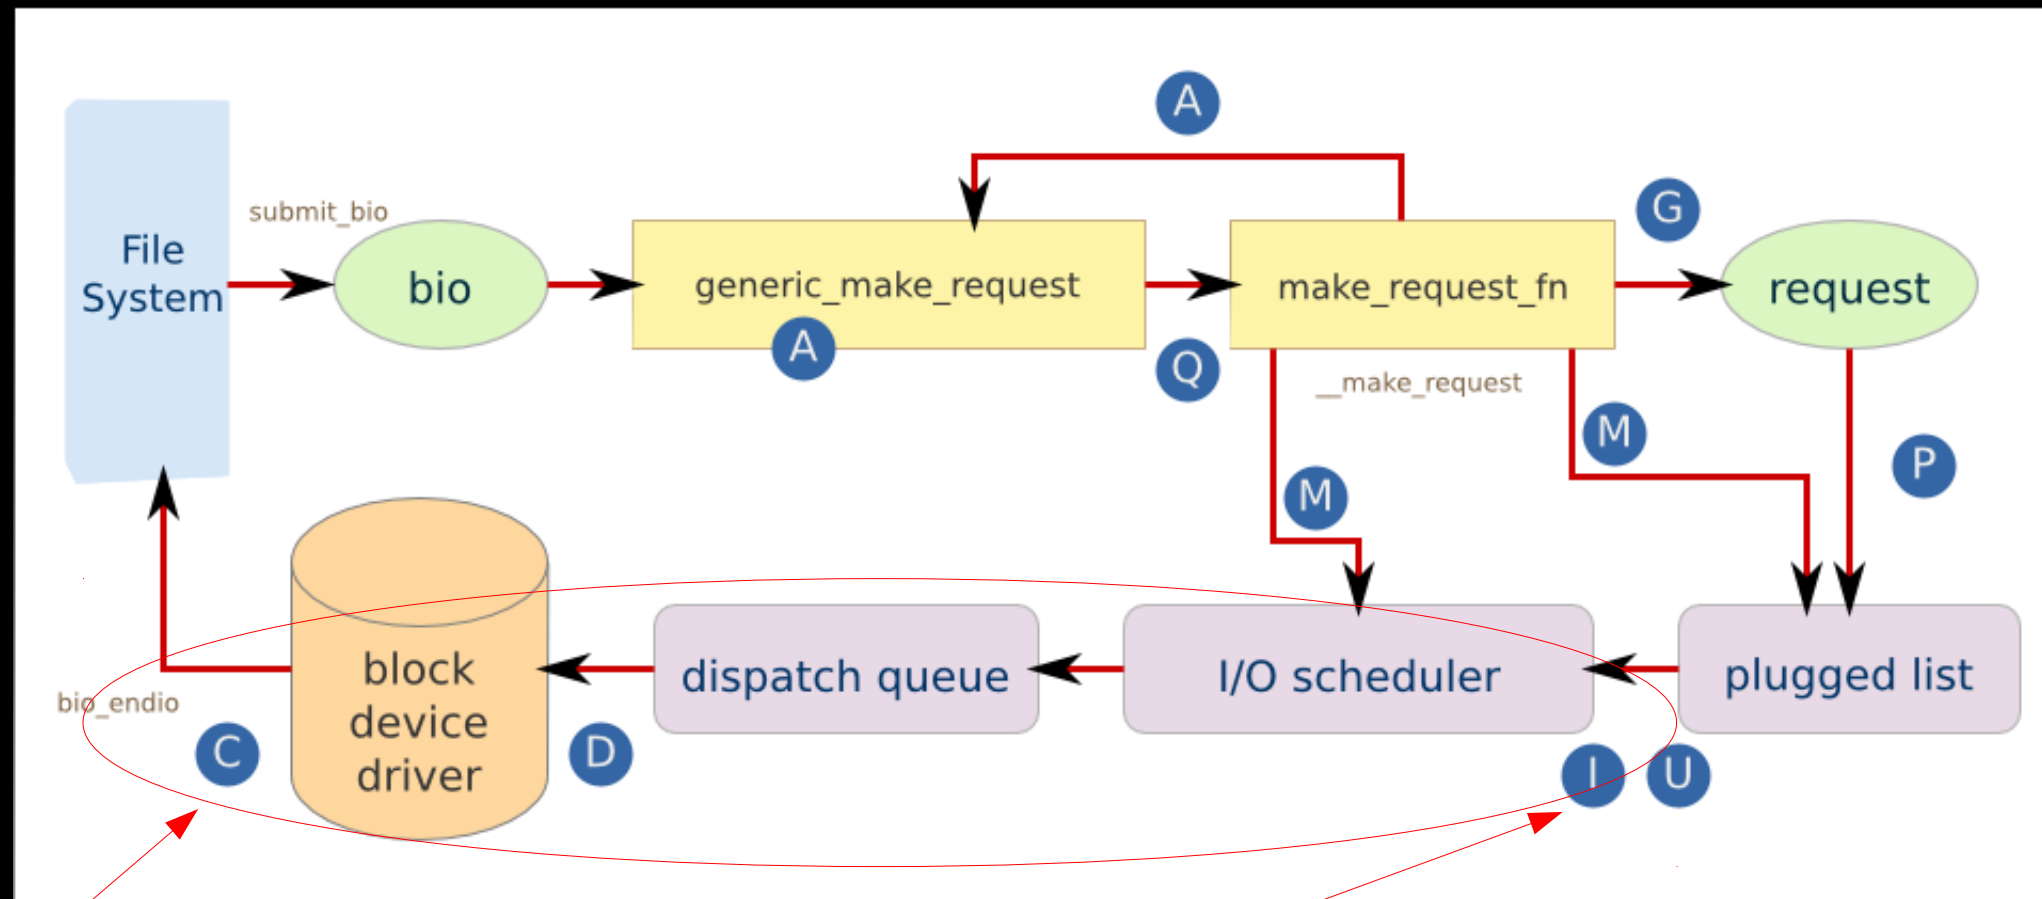 A
G
submit_bio
File
System
bio
generic_make_request
make_request_fn
request
A
Q
__make_request
M
P
M
block
device
driver
dispatch queue
I/O scheduler
plugged list
bio_endio
C
D
I
U